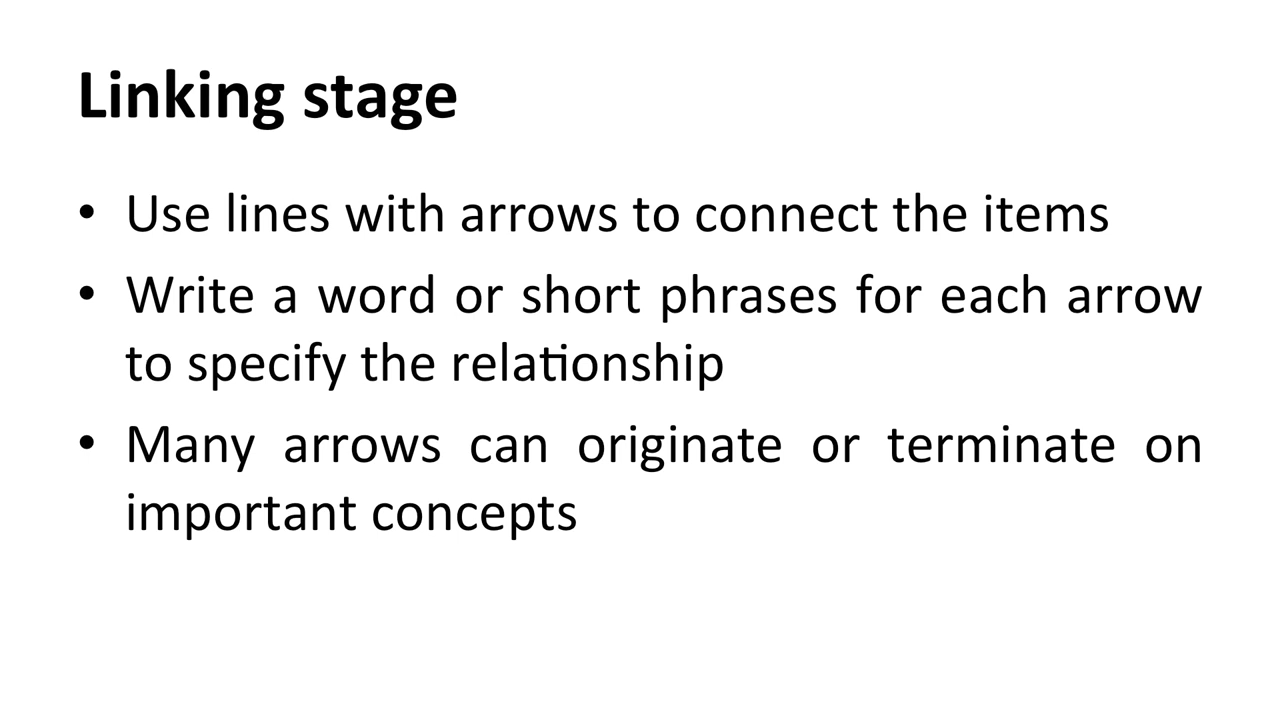 Linking stage
• Use lines with arrows to connect the items
• Write a word or short phrases for each arrow
to specify the relationship
• Many arrows can originate or terminate on
important concepts